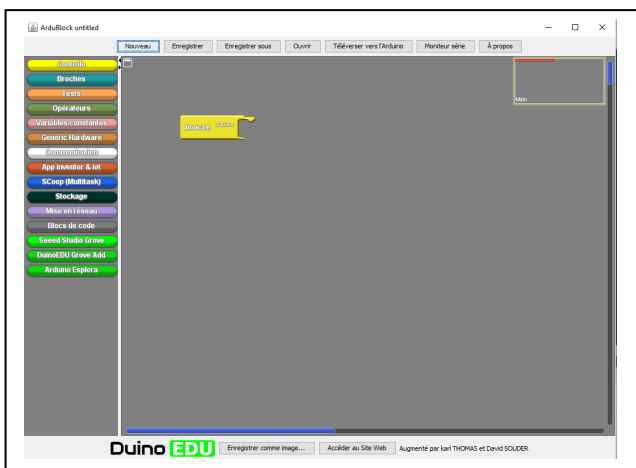 ArduBlock untitled
Nouveau Enregistrer Enregistrer sous Ouvrir Téléverser vers l'Arduino Moniteur série À propos
Contrôle
Broches
Tests
Opérateurs
Variables/constantes
Generic Hardware
Communication
App inventor & iot
SCoop (Multitask)
Stockage
Mise en réseau
Blocs de code
Seeed Studio Grove
DuinoEDU Grove Add
Arduino Esplora
boucle Faire
Main
Duino EDU Enregistrer comme image... Accéder au Site Web Augmenté par karl THOMAS et David SOUDER